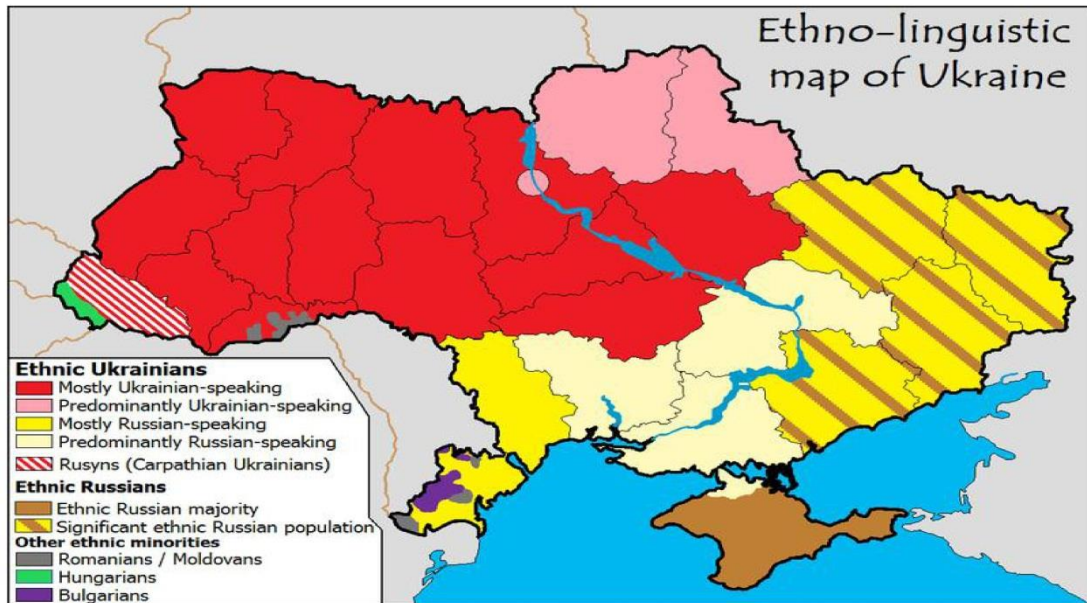 Ethno-linguistic
map of Ukraine
Ethnic Ukrainians
Mostly Ukrainian-speaking
Predominantly Ukrainian-speaking
Mostly Russian-speaking
Predominantly Russian-speaking
Rusyns (Carpathian Ukrainians)
Ethnic Russians
Ethnic Russian majority
Significant ethnic Russian population
Other ethnic minorities
Romanians / Moldovans
Hungarians
Bulgarians